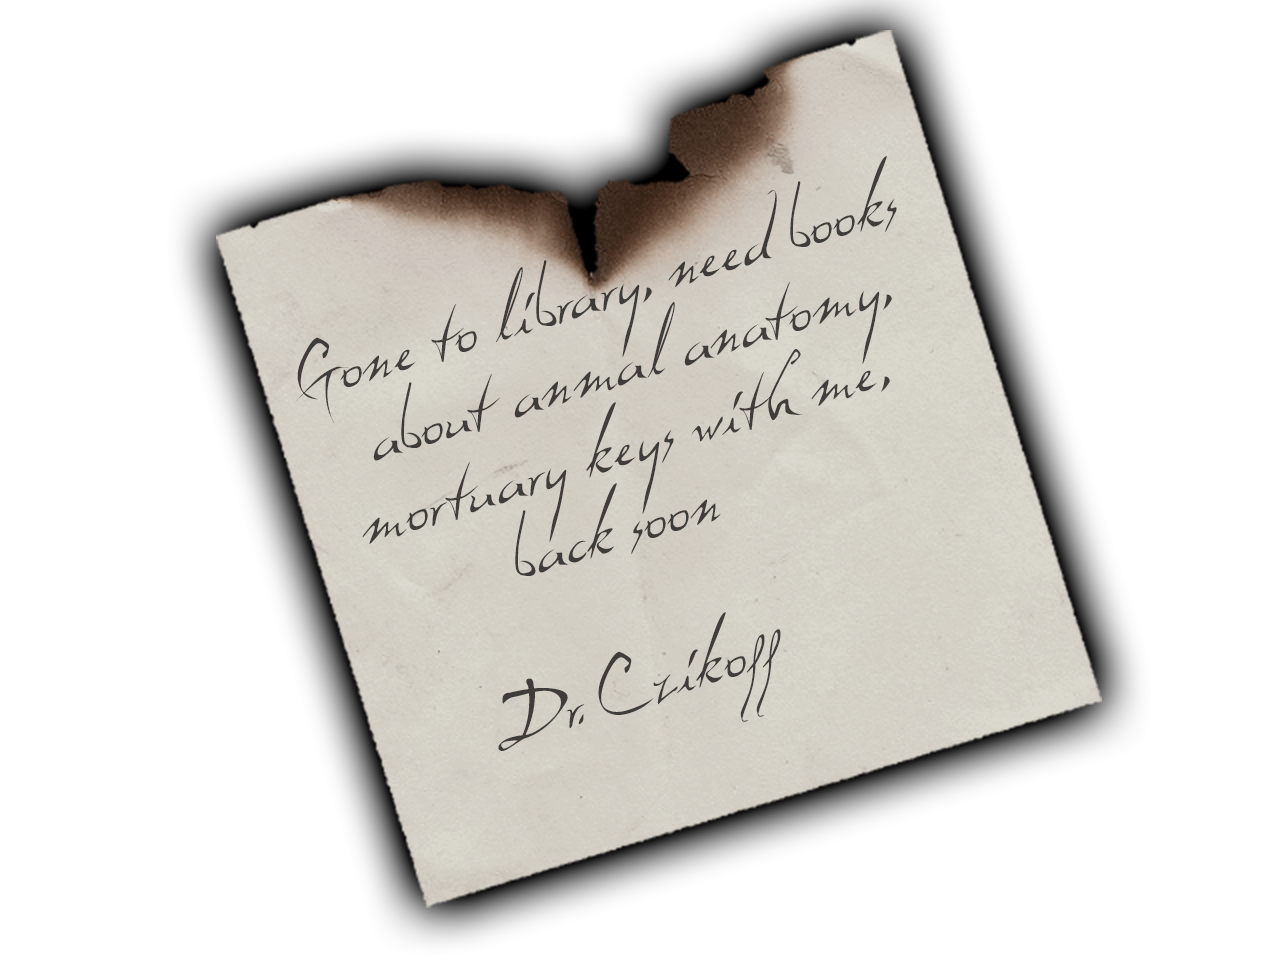 Gone to library, need books
about anmal anatomy,
mortuary keys with me,
back soon
Dr. Czikoff